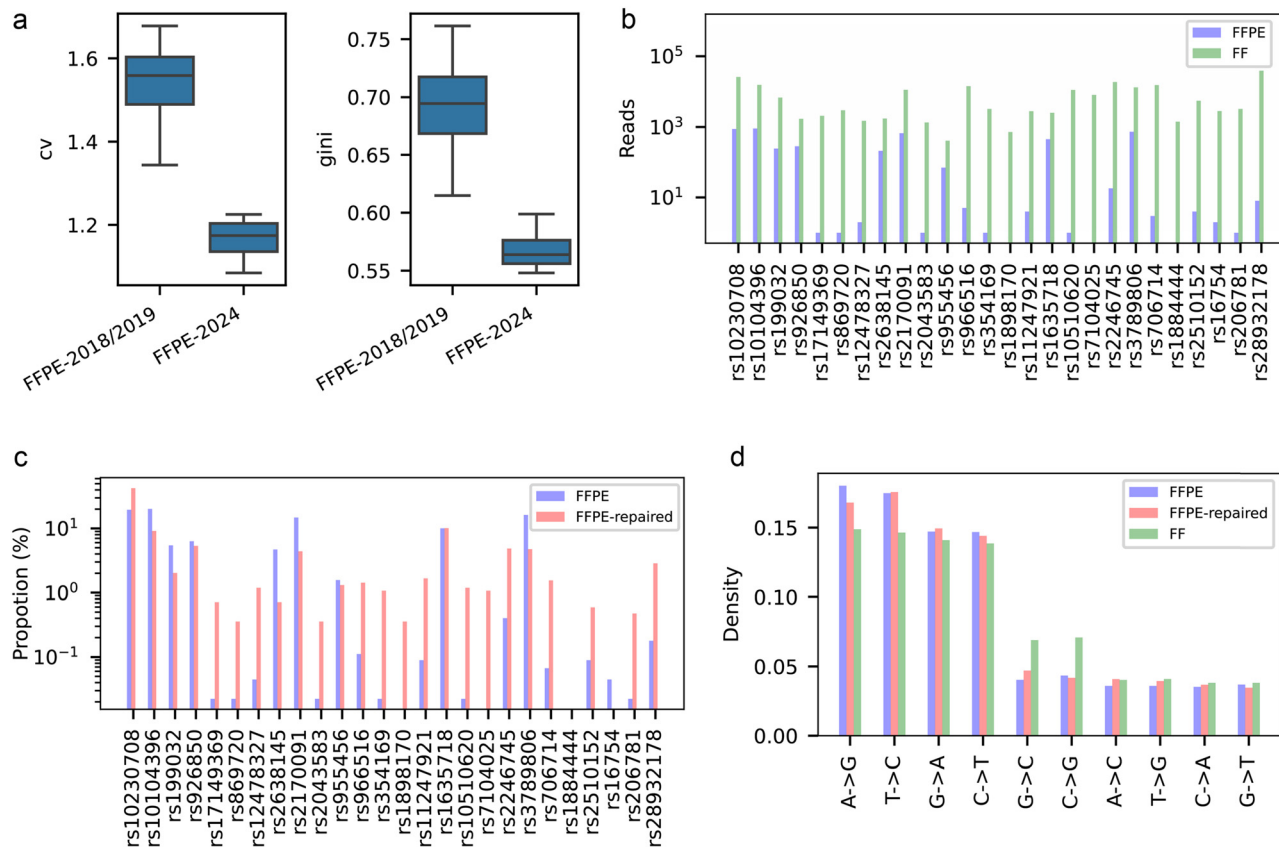 a
1.6
1.4
1.2
cv
FFPE-2018/2019
FFPE-2024
0.75
0.70
0.65
0.60
0.55
gini
FFPE-2018/2019
FFPE-2024
b
FFPE
FF
10^5
10^3
10^1
Reads
rs10230708
rs10104396
rs199032
rs926850
rs17149369
rs869720
rs12478327
rs2638145
rs2170091
rs2043583
rs955456
rs966516
rs354169
rs1898170
rs11247921
rs1635718
rs10510620
rs7104025
rs2246745
rs3789806
rs706714
rs1884444
rs2510152
rs16754
rs206781
rs28932178
c
FFPE
FFPE-repaired
10^1
10^0
10^-1
Propotion (%)
rs10230708
rs10104396
rs199032
rs926850
rs17149369
rs869720
rs12478327
rs2638145
rs2170091
rs2043583
rs955456
rs966516
rs354169
rs1898170
rs11247921
rs1635718
rs10510620
rs7104025
rs2246745
rs3789806
rs706714
rs1884444
rs2510152
rs16754
rs206781
rs28932178
d
FFPE
FFPE-repaired
FF
0.15
0.10
0.05
0.00
Density
A->G
T->C
G->A
C->T
G->C
C->G
A->C
T->G
C->A
G->T